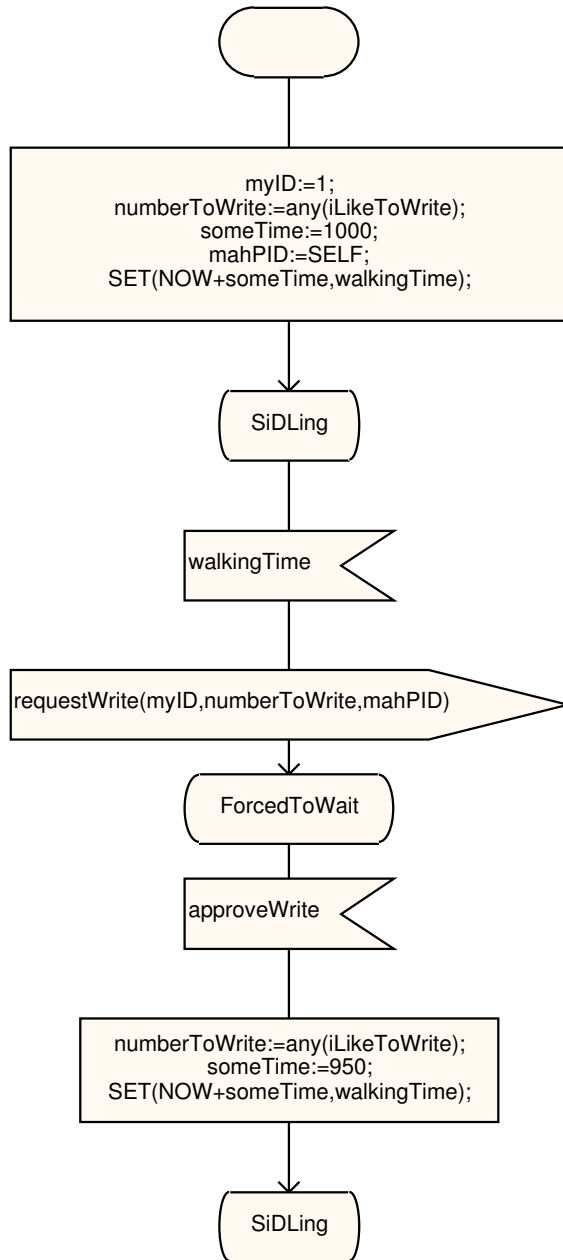 myID:=1;
numberToWrite:=any(iLikeToWrite);
someTime:=1000;
mahPID:=SELF;
SET(NOW+someTime,walkingTime);
SiDLing
walkingTime
requestWrite(myID,numberToWrite,mahPID)
ForcedToWait
approveWrite
numberToWrite:=any(iLikeToWrite);
someTime:=950;
SET(NOW+someTime,walkingTime);
SiDLing